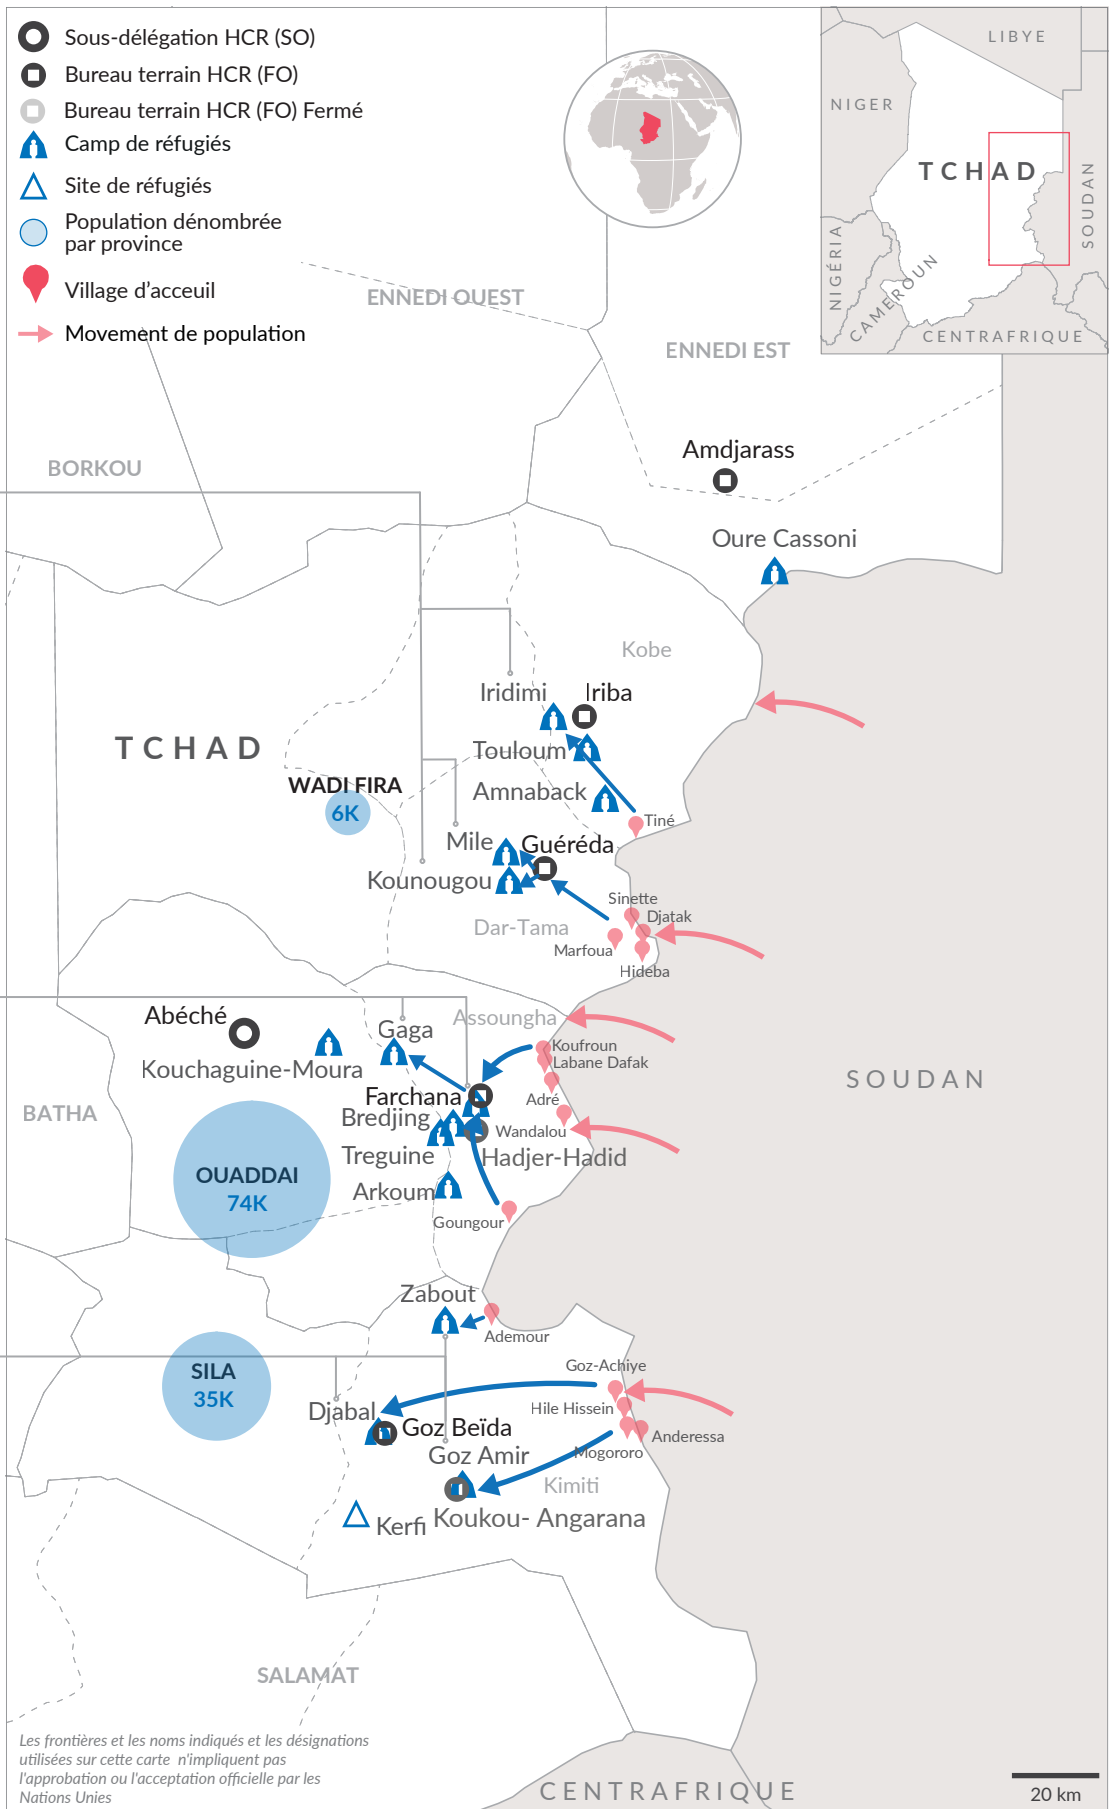 Sous-délégation HCR (SO)
Bureau terrain HCR (FO)
Bureau terrain HCR (FO) Fermé
Camp de réfugiés
Site de réfugiés
Population dénombrée
par province
Village d'acceuil
Movement de population
LIBYE
NIGER
TCHAD
SOUDAN
NIGÉRIA
CAMEROUN
CENTRAFRIQUE
ENNEDI OUEST
ENNEDI EST
BORKOU
Amdjarass
Oure Cassoni
Kobe
Iridimi
Iriba
TCHAD
Touloum
WADI FIRA
6K
Amnaback
Tiné
Mile
Guéréda
Kounougou
Sinette
Djatak
Dar-Tama
Marfoua
Hideba
Abéché
Gaga
Assoungha
Koufroun
Labane Dafak
Kouchaguine-Moura
SOUDAN
Farchana
Adré
BATHA
Bredjing
Wandalou
Treguine
Hadjer-Hadid
OUADDAI
74K
Arkoum
Goungour
Zabout
Ademour
SILA
35K
Goz-Achiye
Djabal
Hile Hissein
Goz Beïda
Anderessa
Goz Amir
Mogororo
Kimiti
Kerfi
Koukou- Angarana
SALAMAT
Les frontières et les noms indiqués et les désignations
utilisées sur cette carte n'impliquent pas
l'approbation ou l'acceptation officielle par les
Nations Unies
CENTRAFRIQUE
20 km